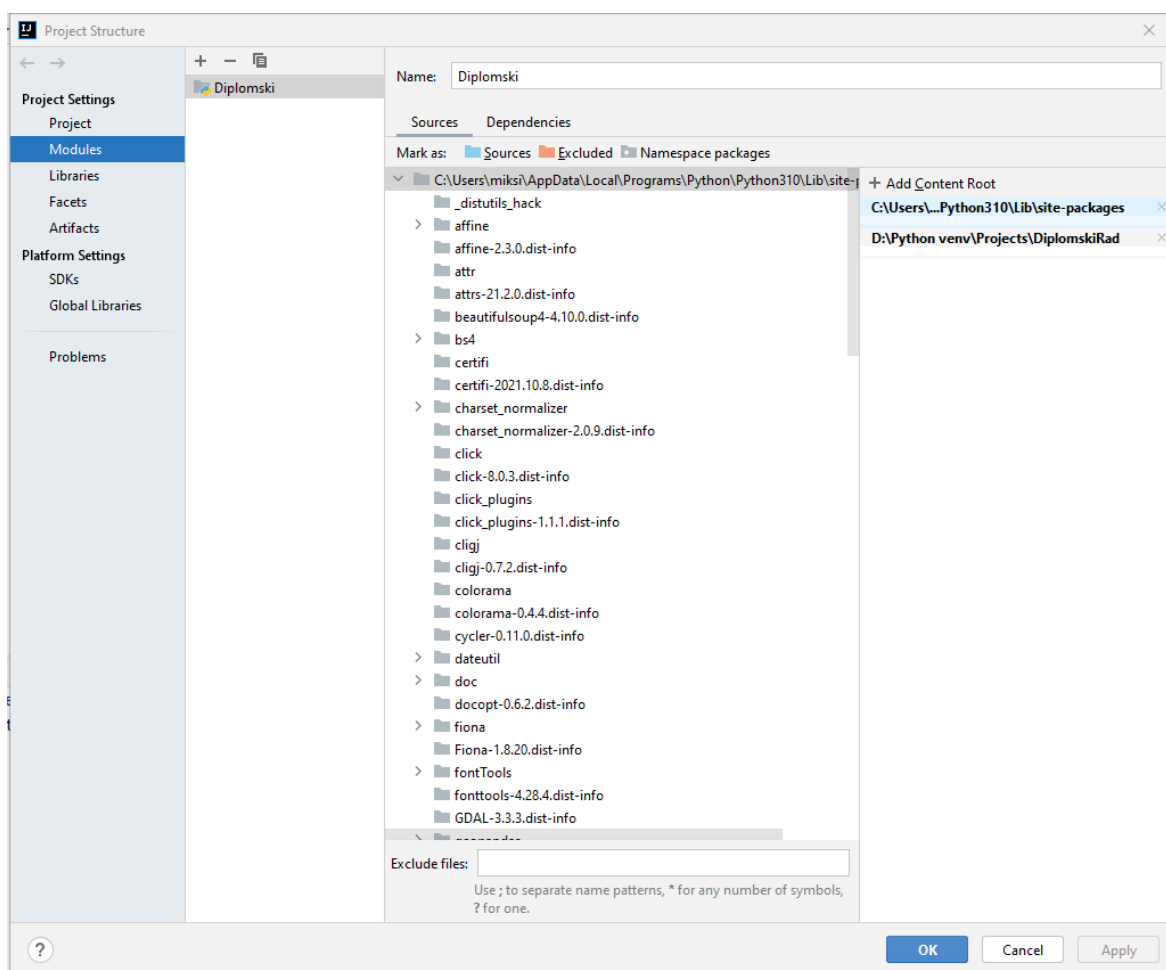 Project Structure
Project Settings
Project
Modules
Libraries
Facets
Artifacts
Platform Settings
SDKs
Global Libraries
Problems
Diplomski
Name: Diplomski
Sources Dependencies
Mark as: Sources Excluded Namespace packages
C:\Users\miksi\AppData\Local\Programs\Python\Python310\Lib\site-p
_distutils_hack
affine
affine-2.3.0.dist-info
attr
attrs-21.2.0.dist-info
beautifulsoup4-4.10.0.dist-info
bs4
certifi
certifi-2021.10.8.dist-info
charset_normalizer
charset_normalizer-2.0.9.dist-info
click
click-8.0.3.dist-info
click_plugins
click_plugins-1.1.1.dist-info
cligj
cligj-0.7.2.dist-info
colorama
colorama-0.4.4.dist-info
cycler-0.11.0.dist-info
dateutil
doc
docopt-0.6.2.dist-info
fiona
Fiona-1.8.20.dist-info
fontTools
fonttools-4.28.4.dist-info
GDAL-3.3.3.dist-info
+ Add Content Root
C:\Users\...Python310\Lib\site-packages
D:\Python venv\Projects\DiplomskiRad
Exclude files:
Use ; to separate name patterns, * for any number of symbols,
? for one.
?
OK Cancel Apply